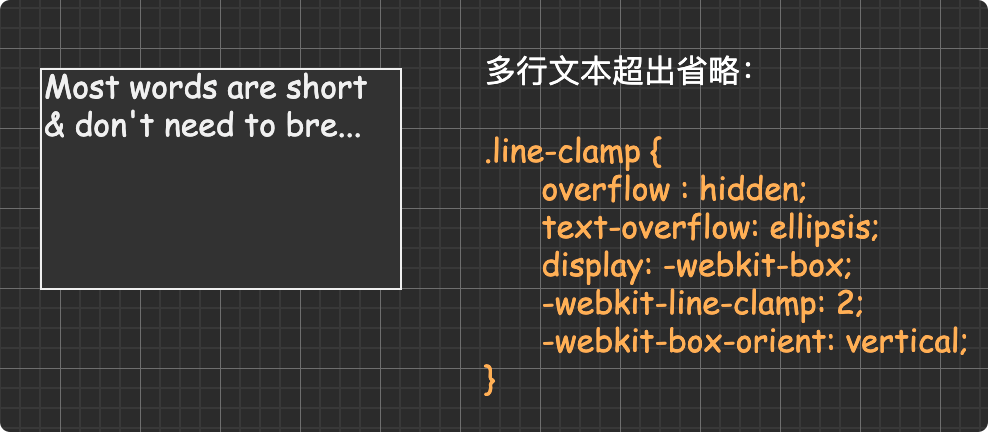 Most words are short
& don't need to bre...
多行文本超出省略：
.line-clamp {
overflow : hidden;
text-overflow: ellipsis;
display: -webkit-box;
-webkit-line-clamp: 2;
-webkit-box-orient: vertical;
}